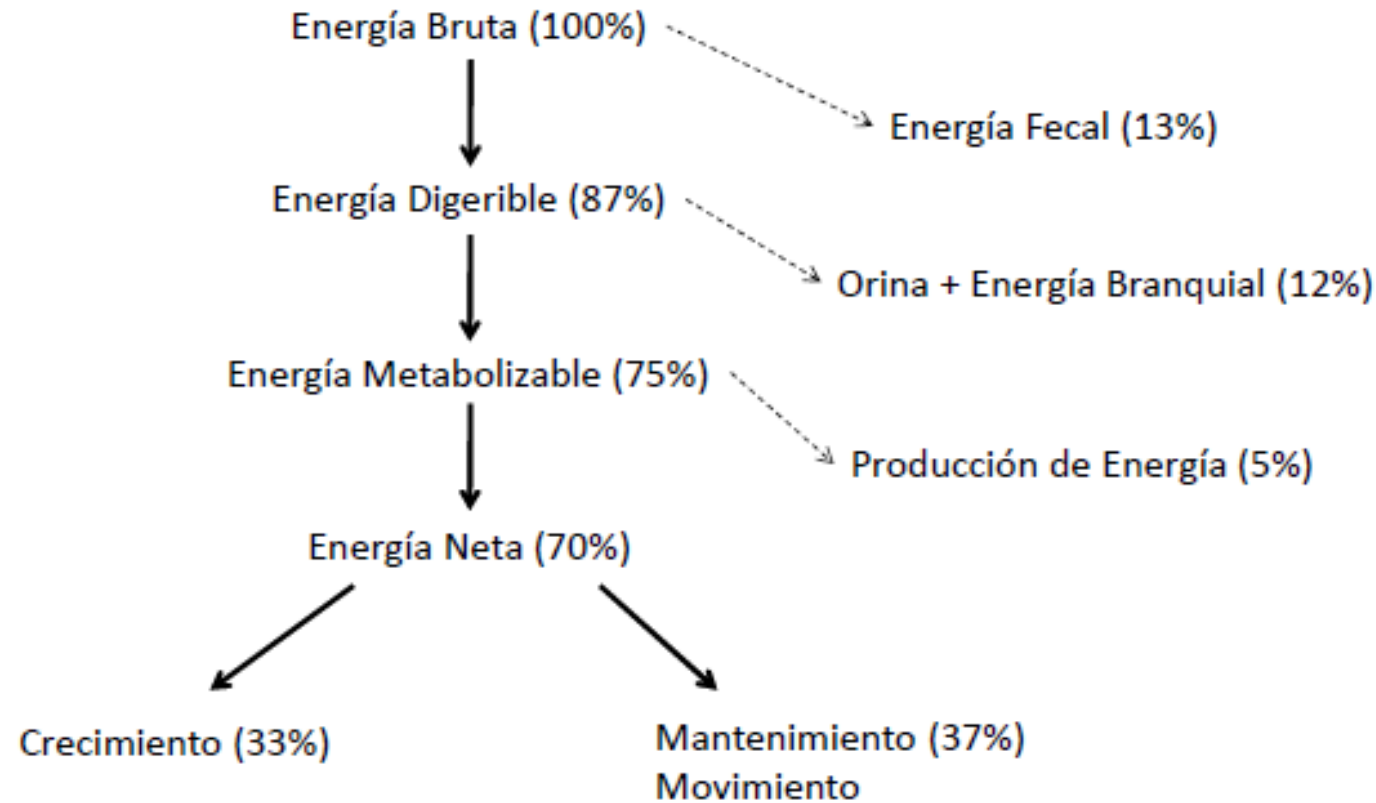 Energía Bruta (100%)
Energía Fecal (13%)
Energía Digerible (87%)
Orina + Energía Branquial (12%)
Energía Metabolizable (75%)
Producción de Energía (5%)
Energía Neta (70%)
Crecimiento (33%)
Mantenimiento (37%)
Movimiento